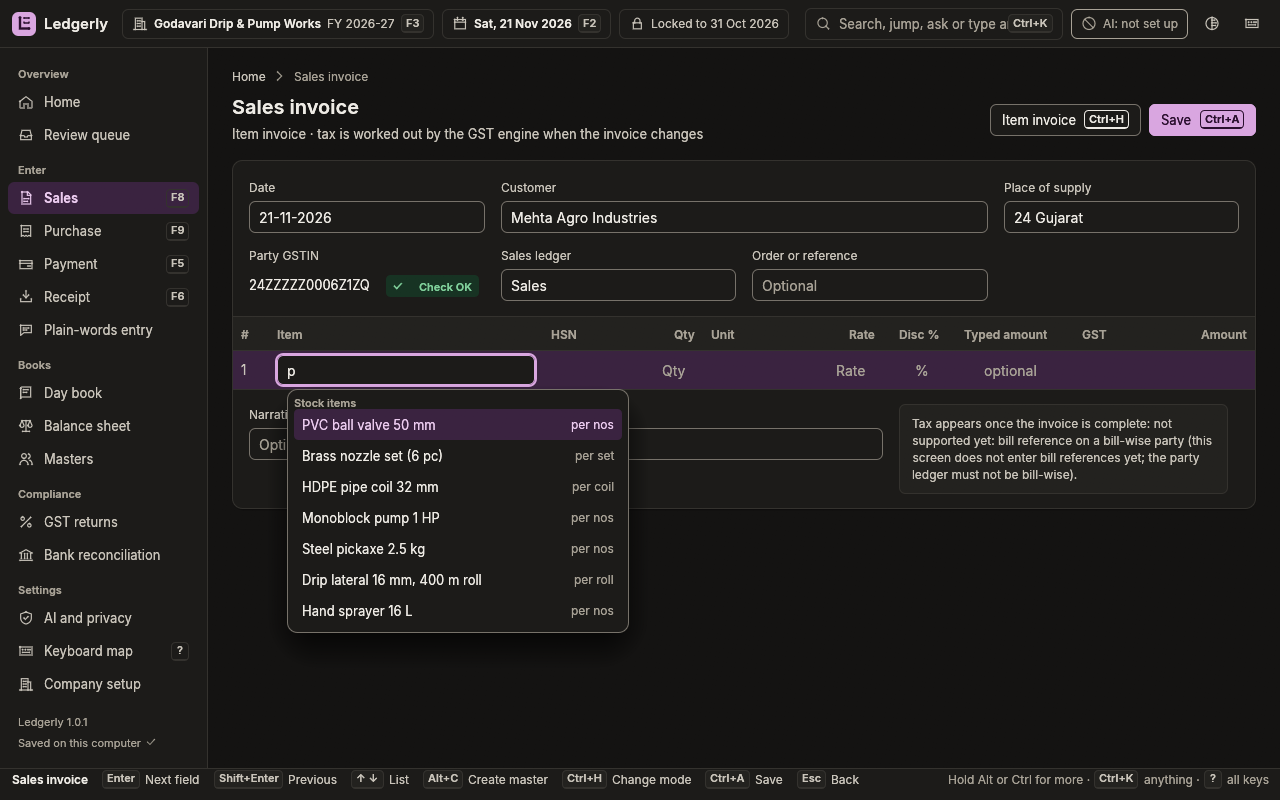 Ledgerly
Godavari Drip & Pump Works FY 2026-27 F3
Sat, 21 Nov 2026 F2
Locked to 31 Oct 2026
Search, jump, ask or type a Ctrl+K
AI: not set up
Overview
Home
Review queue
Enter
Sales F8
Purchase F9
Payment F5
Receipt F6
Plain-words entry
Books
Day book
Balance sheet
Masters
Compliance
GST returns
Bank reconciliation
Settings
AI and privacy
Keyboard map ?
Company setup
Ledgerly 1.0.1
Saved on this computer
Home > Sales invoice
Sales invoice
Item invoice · tax is worked out by the GST engine when the invoice changes
Item invoice Ctrl+H
Save Ctrl+A
Date
21-11-2026
Customer
Mehta Agro Industries
Place of supply
24 Gujarat
Party GSTIN
24ZZZZZ0006Z1ZQ
Check OK
Sales ledger
Sales
Order or reference
Optional
# Item HSN Qty Unit Rate Disc % Typed amount GST Amount
1 p Qty Rate % optional
Narrati
Opti
Stock items
PVC ball valve 50 mm per nos
Brass nozzle set (6 pc) per set
HDPE pipe coil 32 mm per coil
Monoblock pump 1 HP per nos
Steel pickaxe 2.5 kg per nos
Drip lateral 16 mm, 400 m roll per roll
Hand sprayer 16 L per nos
Tax appears once the invoice is complete: not
supported yet: bill reference on a bill-wise party (this
screen does not enter bill references yet; the party
ledger must not be bill-wise).
Sales invoice Enter Next field Shift+Enter Previous ↑↓ List Alt+C Create master Ctrl+H Change mode Ctrl+A Save Esc Back
Hold Alt or Ctrl for more · Ctrl+K anything · ? all keys